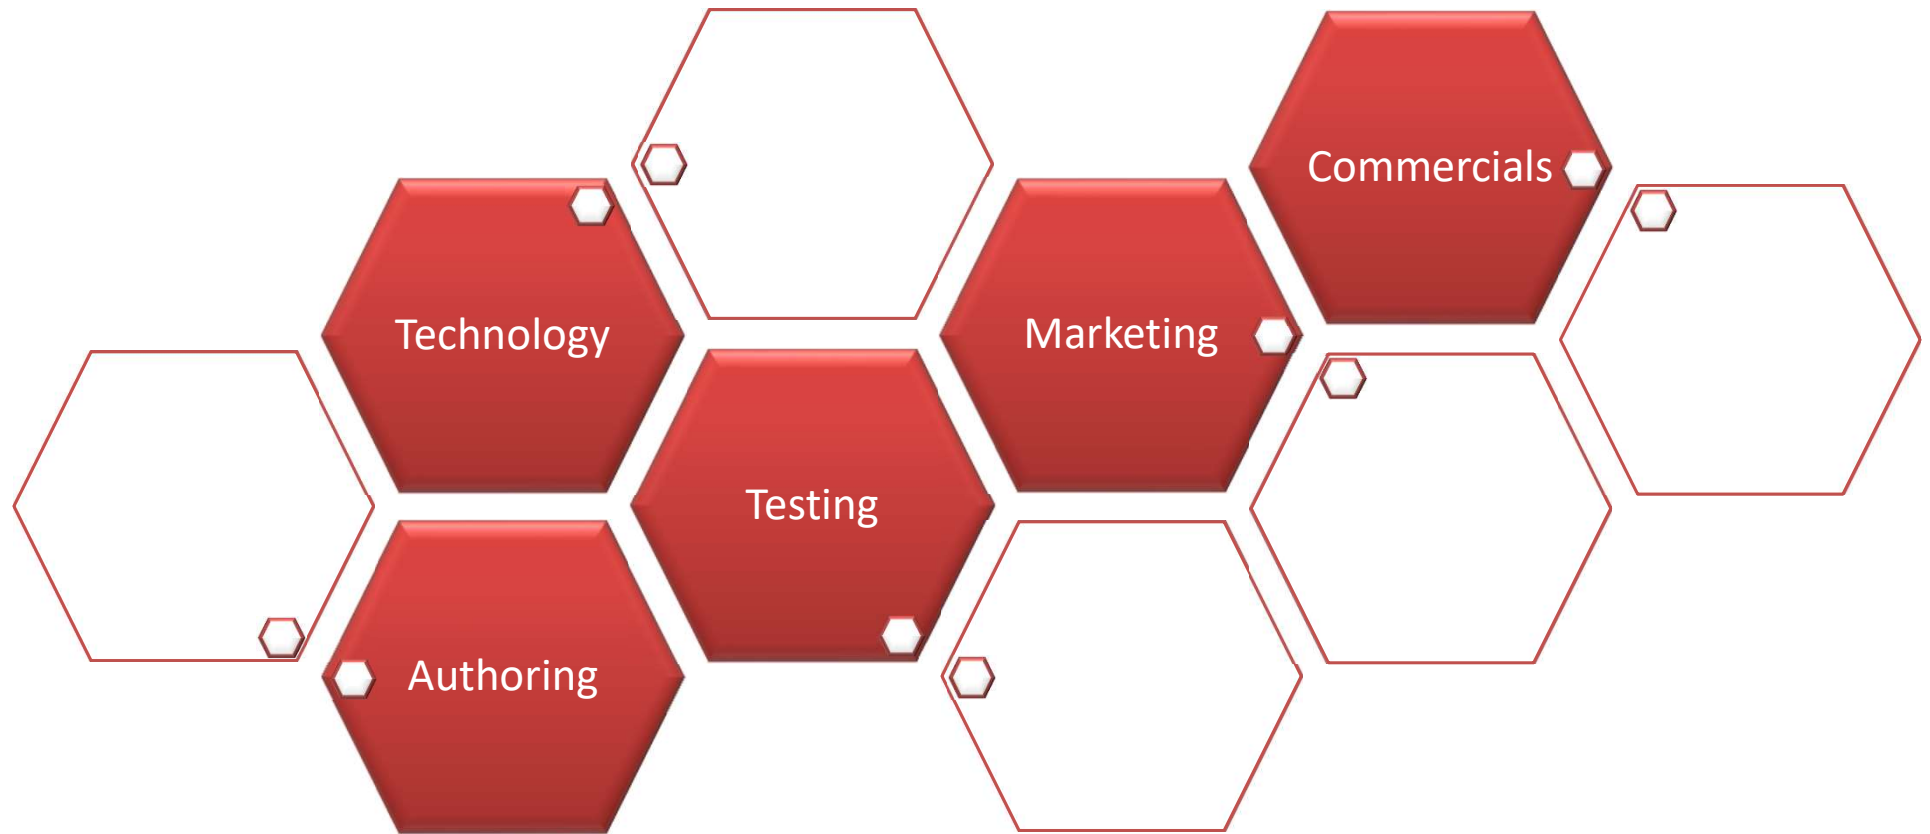 Commercials
Technology
Marketing
Testing
Authoring